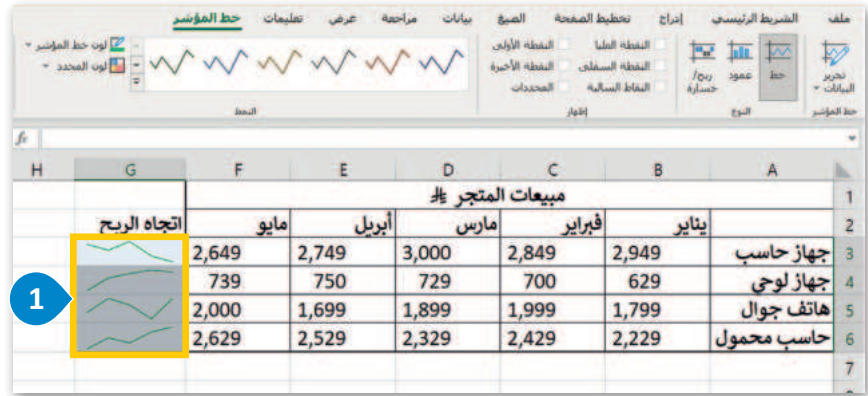 ملف الشريط الرئيسي إدراج تخطيط الصفحة الصيغ بيانات مراجعة عرض تعليمات خط المؤشر
تحرير البيانات
خط المؤشر
خط عمود ربح/ خسارة
النوع
النقطة العليا النقطة الأولى
النقطة السفلى النقطة الأخيرة
النقاط السالبة المحددات
إظهار
النمط
لون خط المؤشر
لون المحدد
fx
A B C D E F G H
1 مبيعات المتجر
2 يناير فبراير مارس أبريل مايو اتجاه الربح
3 جهاز حاسب 2,949 2,849 3,000 2,749 2,649
4 جهاز لوحي 629 700 729 750 739
5 هاتف جوال 1,799 1,999 1,899 1,699 2,000
6 حاسب محمول 2,229 2,429 2,329 2,529 2,629
7
1